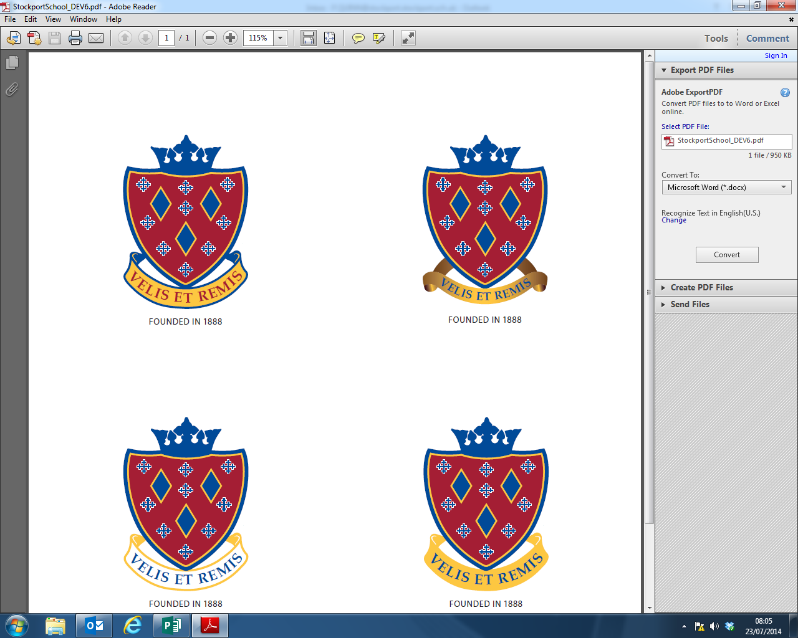 StockportSchool_DEV6.pdf - Adobe Reader
File Edit View Window Help
1 / 1 115% Tools Comment
Sign In
Export PDF Files
Adobe ExportPDF
Convert PDF files to to Word or Excel
online.
Select PDF File:
StockportSchool_DEV6.pdf
1 file / 950 KB
Convert To:
Microsoft Word (*.docx)
Recognize Text in English(U.S.)
Change
Convert
Create PDF Files
Send Files
VELIS ET REMIS
FOUNDED IN 1888
VELIS ET REMIS
FOUNDED IN 1888
VELIS ET REMIS
FOUNDED IN 1888
VELIS ET REMIS
FOUNDED IN 1888
08:05
23/07/2014